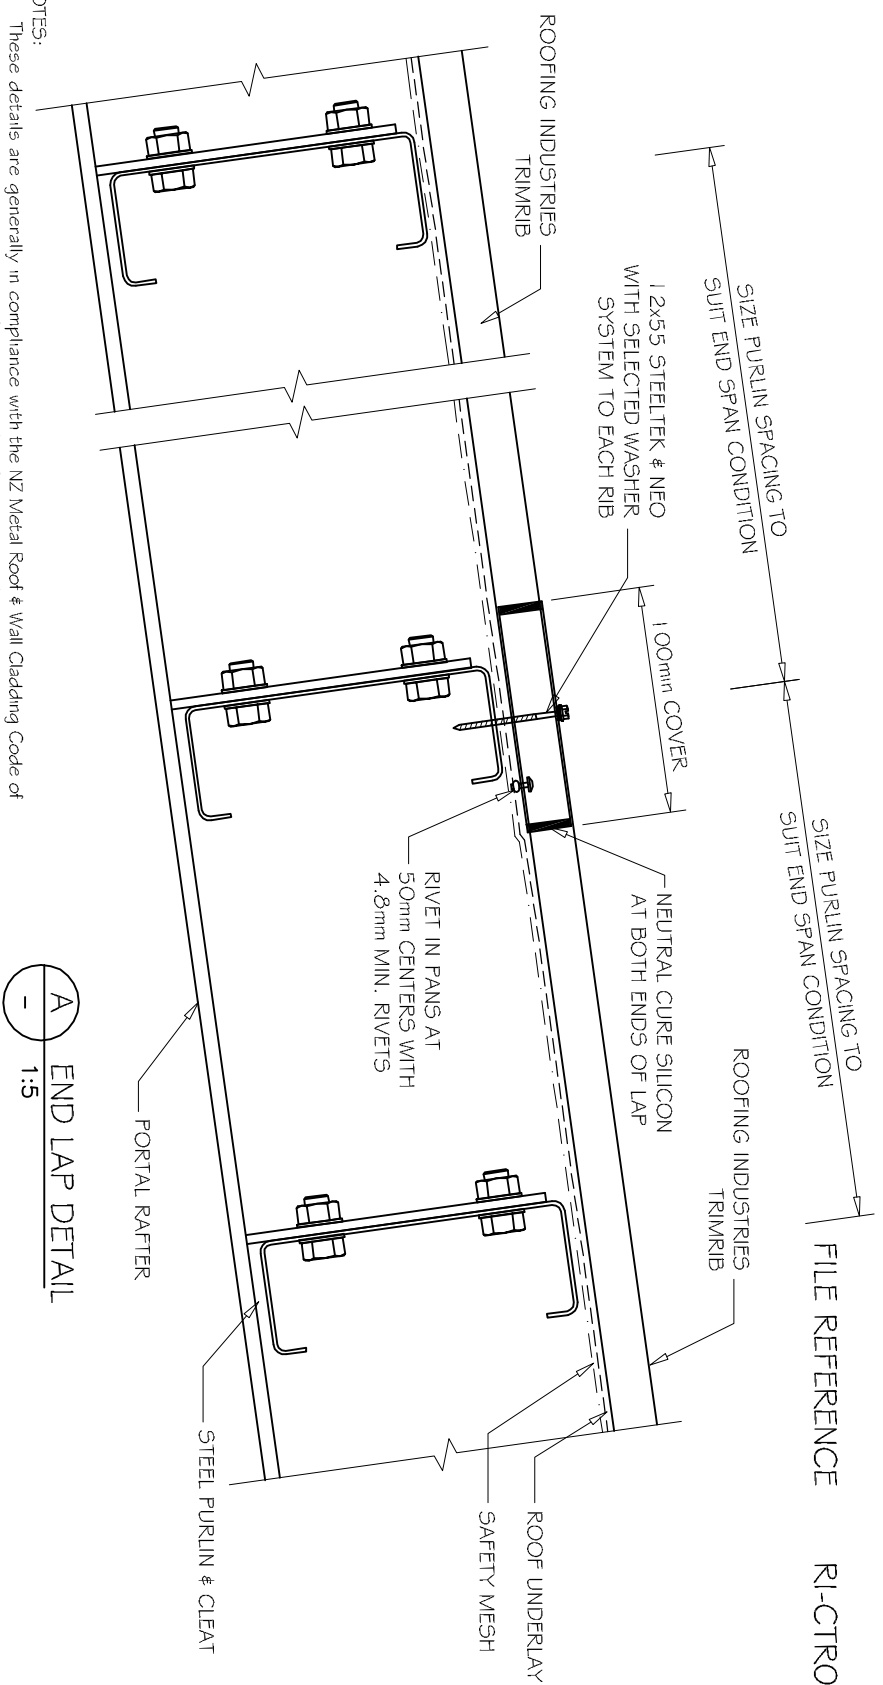 FILE REFERENCE RI-CTRO
SIZE PURLIN SPACING TO
SUIT END SPAN CONDITION
SIZE PURLIN SPACING TO
SUIT END SPAN CONDITION
ROOFING INDUSTRIES
TRIMRIB
12x55 STEELTEK & NEO
WITH SELECTED WASHER
SYSTEM TO EACH RIB
100min COVER
NEUTRAL CURE SILICON
AT BOTH ENDS OF LAP
ROOFING INDUSTRIES
TRIMRIB
RIVET IN PANS AT
50mm CENTERS WITH
4.8mm MIN. RIVETS
ROOF UNDERLAY
SAFETY MESH
STEEL PURLIN & CLEAT
PORTAL RAFTER
A
-
END LAP DETAIL
1:5
OTES:
These details are generally in compliance with the NZ Metal Roof & Wall Cladding Code of